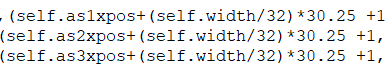 ,(self.as1xpos+(self.width/32)*30.25 +1
(self.as2xpos+(self.width/32)*30.25 +1,
(self.as3xpos+(self.width/32)*30.25 +1,